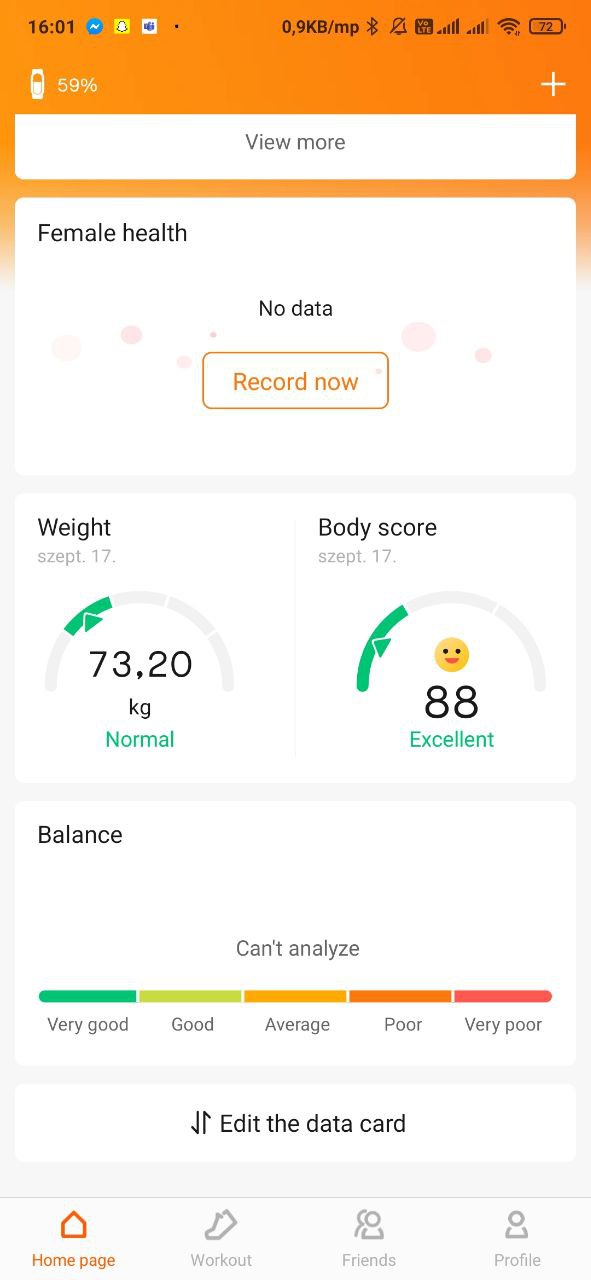 16:01 0,9KB/mp Vo LTE 72
59%
View more
Female health
No data
Record now
Weight
szept. 17.
73,20
kg
Normal
Body score
szept. 17.
88
Excellent
Balance
Can't analyze
Very good Good Average Poor Very poor
Edit the data card
Home page Workout Friends Profile